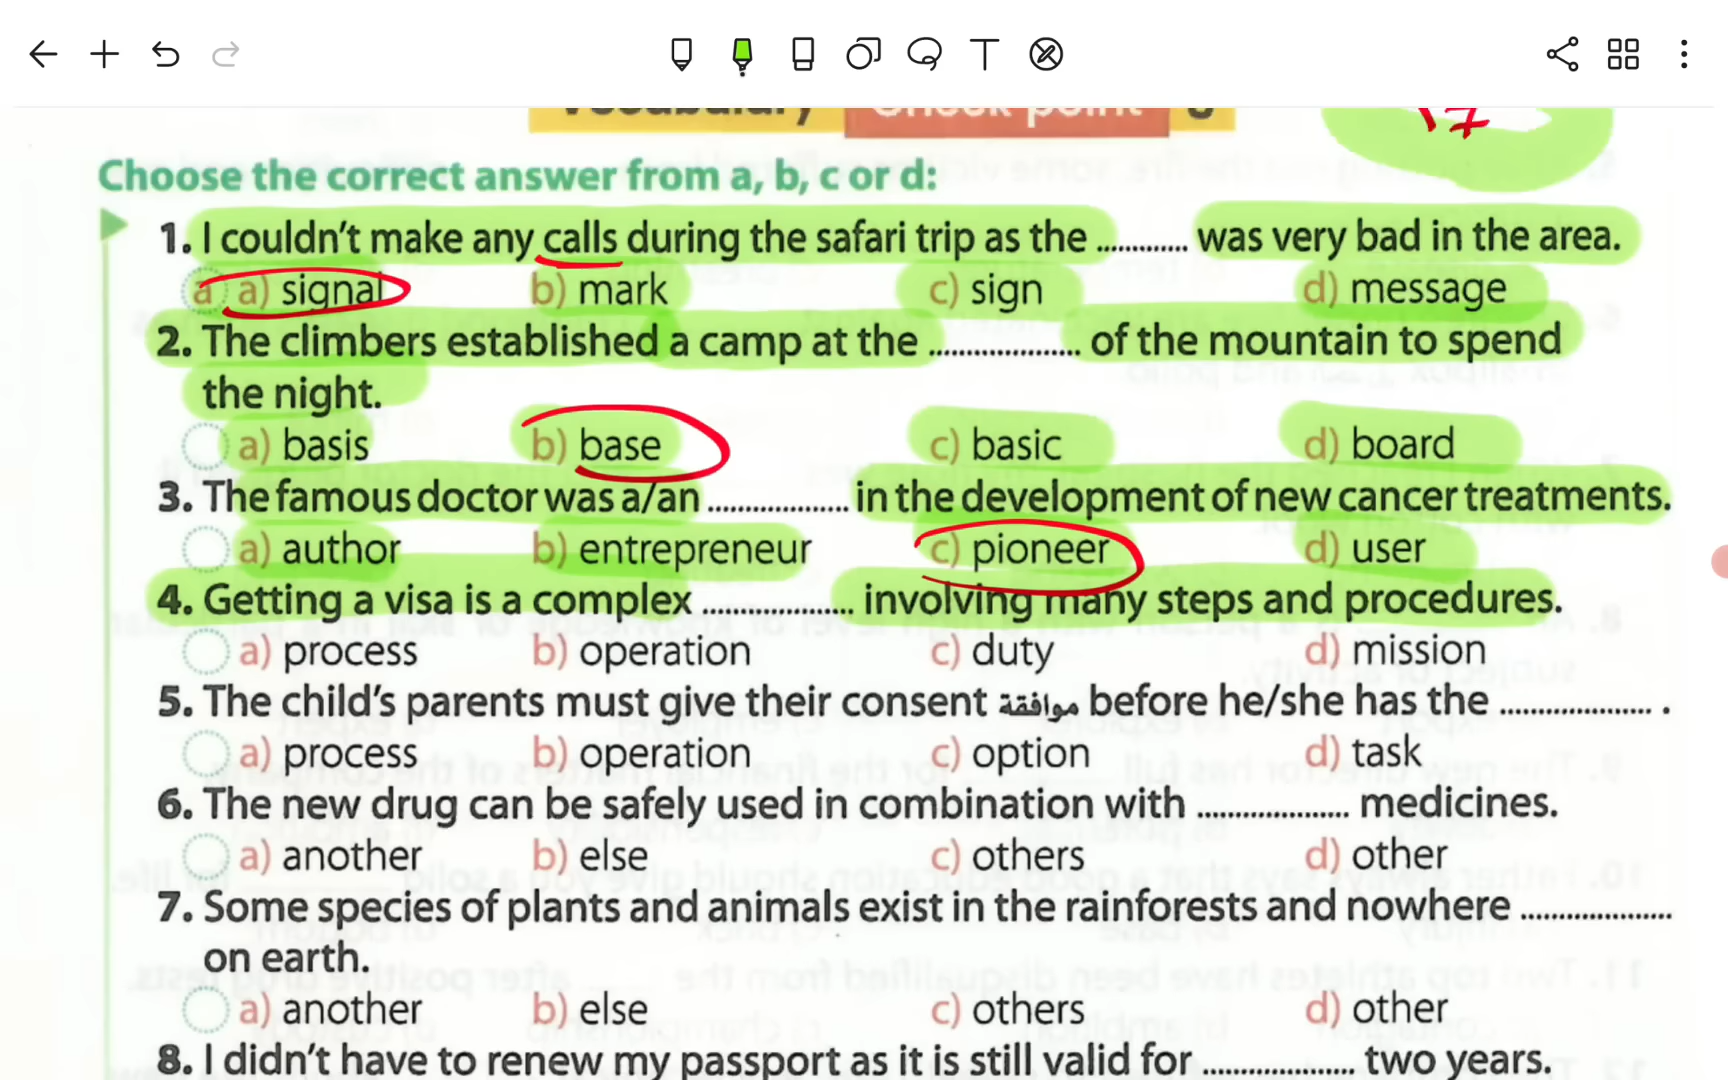 Vocabulary Check point
17
Choose the correct answer from a, b, c or d:
1. I couldn't make any calls during the safari trip as the ............ was very bad in the area.
a a) signal b) mark c) sign d) message
2. The climbers established a camp at the .................... of the mountain to spend
the night.
a) basis b) base c) basic d) board
3. The famous doctor was a/an ................... in the development of new cancer treatments.
a) author b) entrepreneur c) pioneer d) user
4. Getting a visa is a complex .................... involving many steps and procedures.
a) process b) operation c) duty d) mission
5. The child's parents must give their consent موافقة before he/she has the .................... .
a) process b) operation c) option d) task
6. The new drug can be safely used in combination with .................... medicines.
a) another b) else c) others d) other
7. Some species of plants and animals exist in the rainforests and nowhere ....................
on earth.
a) another b) else c) others d) other
8. I didn't have to renew my passport as it is still valid for .................... two years.